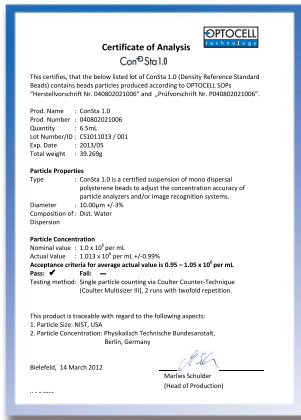 OPTOCELL
technology
Certificate of Analysis
Con Sta 1.0
This certifies, that the below listed lot of ConSta 1.0 (Density Reference Standard
Beads) contains beads particles produced according to OPTOCELL SOPs
"Herstellvorschrift Nr. 040802021006" and „Prüfvorschrift Nr. P040802021006".
Prod. Name : ConSta 1.0
Prod. Number : 040802021006
Quantity : 6.5mL
Lot Number/ID : CS1011013 / 001
Exp. Date : 2013/05
Total weight : 39.269g
Particle Properties
Type : ConSta 1.0 is a certified suspension of mono dispersal
polysterene beads to adjust the concentration accuracy of
particle analyzers and/or image recognition systems.
Diameter : 10.00µm +/-3%
Composition of : Dist. Water
Dispersion
Particle Concentration
Nominal value : 1.0 x 10⁶ per mL
Actual Value : 1.013 x 10⁶ per mL +/-0.99%
Acceptance criteria for average actual value is 0.95 – 1.05 x 10⁶ per mL
Pass: ✔ Fail: —
Testing method: Single particle counting via Coulter Counter-Technique
(Coulter Multisizer III), 2 runs with twofold repetition.
This product is traceable with regard to the following aspects:
1. Particle Size: NIST, USA
2. Particle Concentration: Physikalisch Technische Bundesanstalt,
Berlin, Germany
Bielefeld, 14 March 2012
Marlies Schulder
(Head of Production)